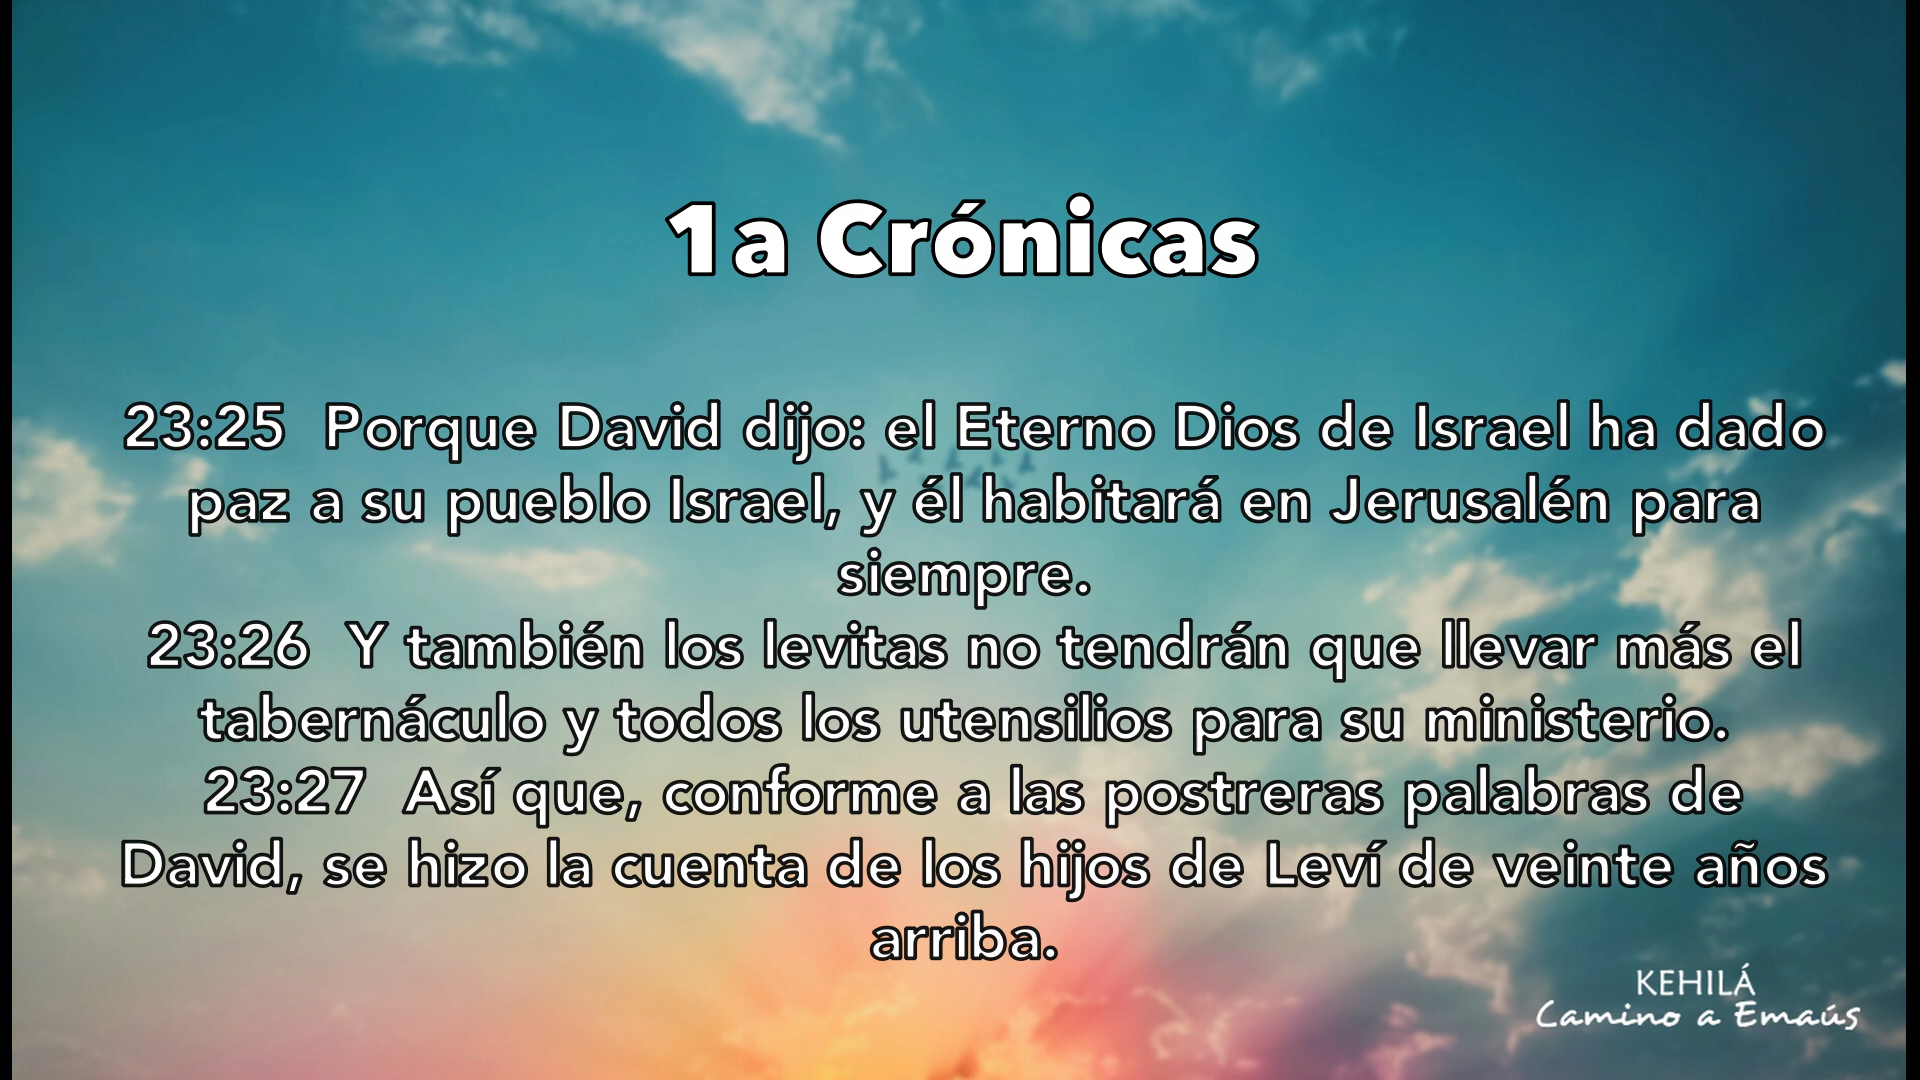 1a Crónicas
23:25 Porque David dijo: el Eterno Dios de Israel ha dado
paz a su pueblo Israel, y él habitará en Jerusalén para
siempre.
23:26 Y también los levitas no tendrán que llevar más el
tabernáculo y todos los utensilios para su ministerio.
23:27 Así que, conforme a las postreras palabras de
David, se hizo la cuenta de los hijos de Leví de veinte años
arriba.
KEHILÁ
Camino a Emaús